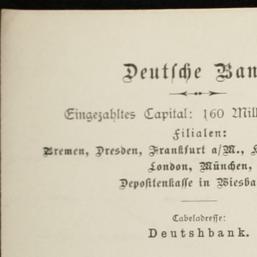 Deutsche Ban
Eingezahltes Capital: 160 Mill
Filialen:
Bremen, Dresden, Frankfurt a/M.,
London, München,
Depositenkasse in Wiesba
Cabeladresse:
Deutshbank.